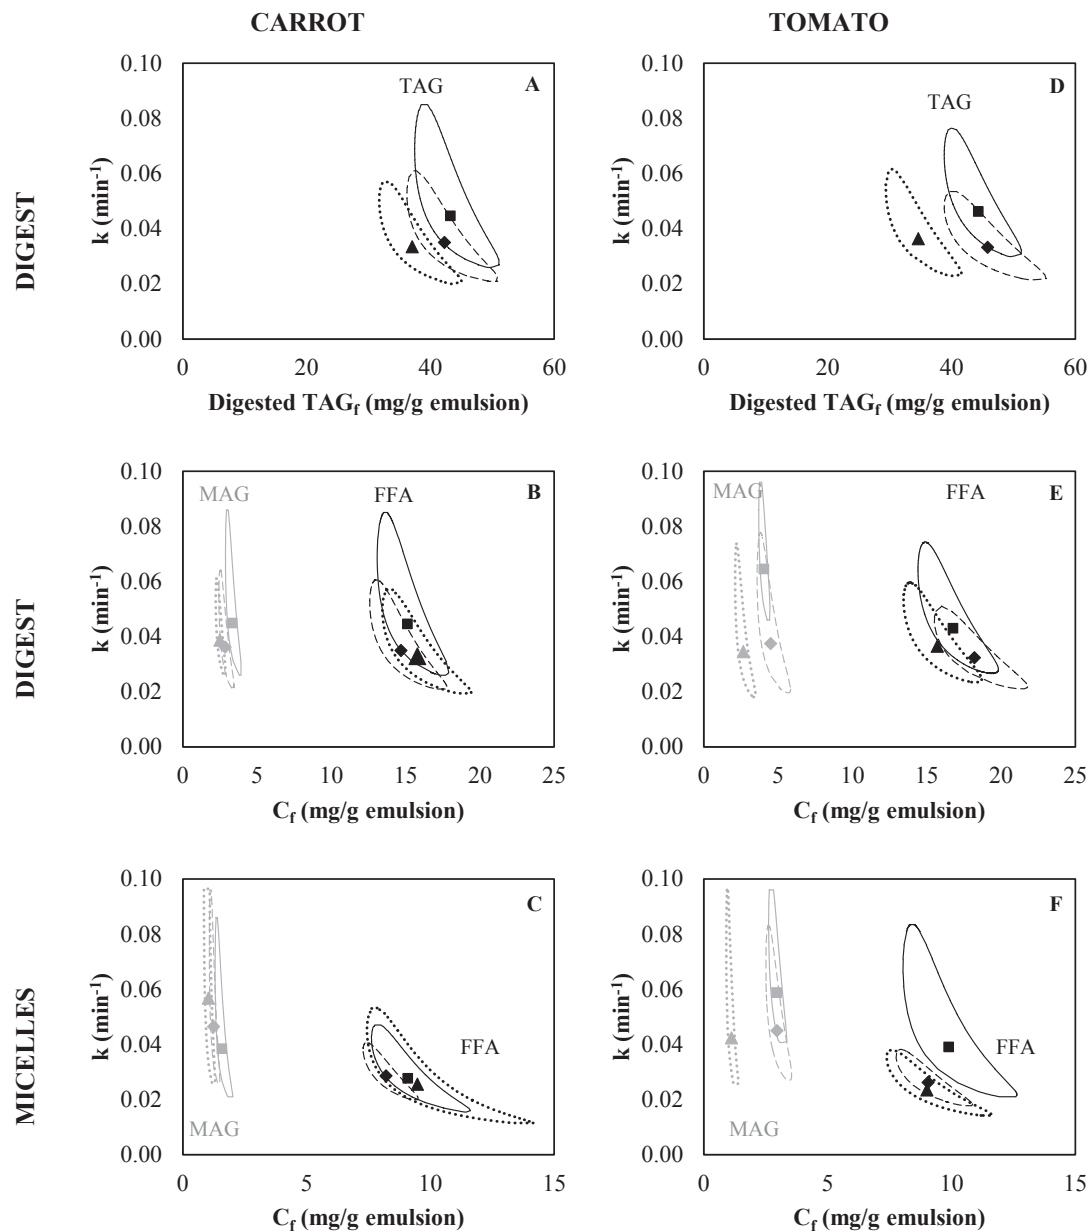 CARROT
TOMATO
DIGEST
k (min⁻¹)
0.10
0.08
0.06
0.04
0.02
0.00
TAG
A
0 20 40 60
Digested TAGf (mg/g emulsion)
k (min⁻¹)
0.10
0.08
0.06
0.04
0.02
0.00
TAG
D
0 20 40 60
Digested TAGf (mg/g emulsion)
DIGEST
k (min⁻¹)
0.10
0.08
0.06
0.04
0.02
0.00
MAG
FFA
B
0 5 10 15 20 25
Cf (mg/g emulsion)
k (min⁻¹)
0.10
0.08
0.06
0.04
0.02
0.00
MAG
FFA
E
0 5 10 15 20 25
Cf (mg/g emulsion)
MICELLES
k (min⁻¹)
0.10
0.08
0.06
0.04
0.02
0.00
C
FFA
MAG
0 5 10 15
Cf (mg/g emulsion)
k (min⁻¹)
0.10
0.08
0.06
0.04
0.02
0.00
F
FFA
MAG
0 5 10 15
Cf (mg/g emulsion)